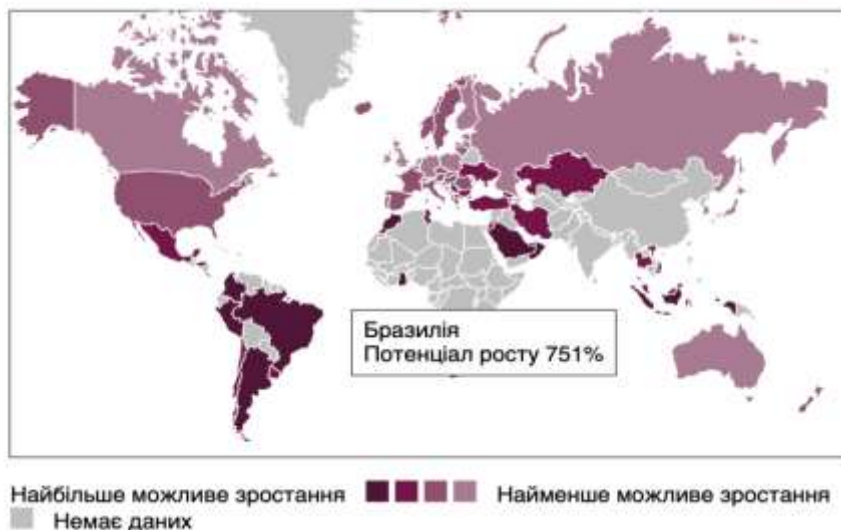 Бразилія
Потенціал росту 751%
Найбільше можливе зростання Найменше можливе зростання
Немає даних